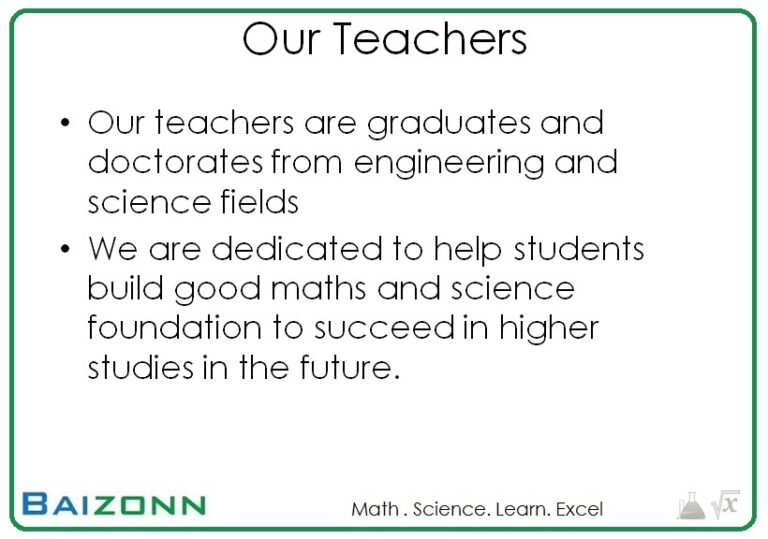 Our Teachers
• Our teachers are graduates and
doctorates from engineering and
science fields
• We are dedicated to help students
build good maths and science
foundation to succeed in higher
studies in the future.
BAIZONN
Math . Science. Learn. Excel
√x